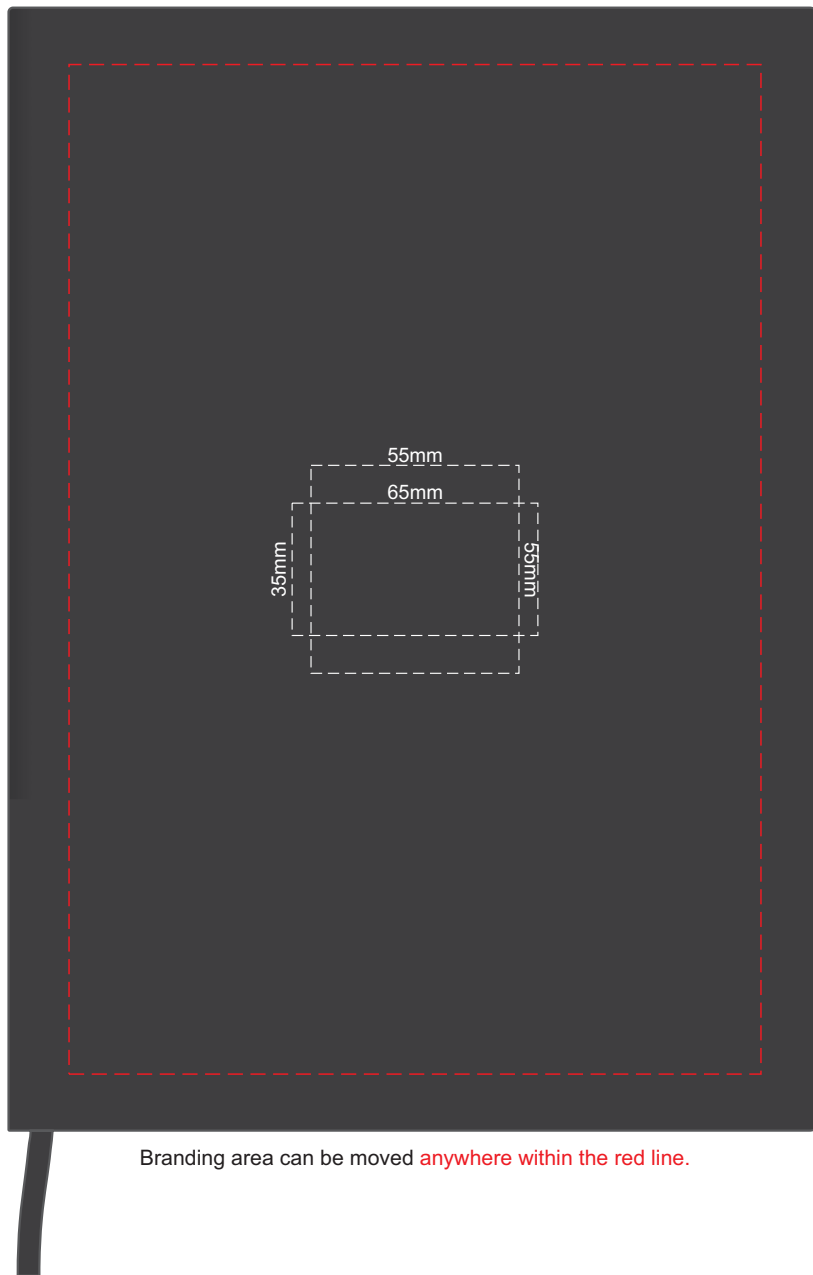 55mm
65mm
35mm
55mm
Branding area can be moved anywhere within the red line.